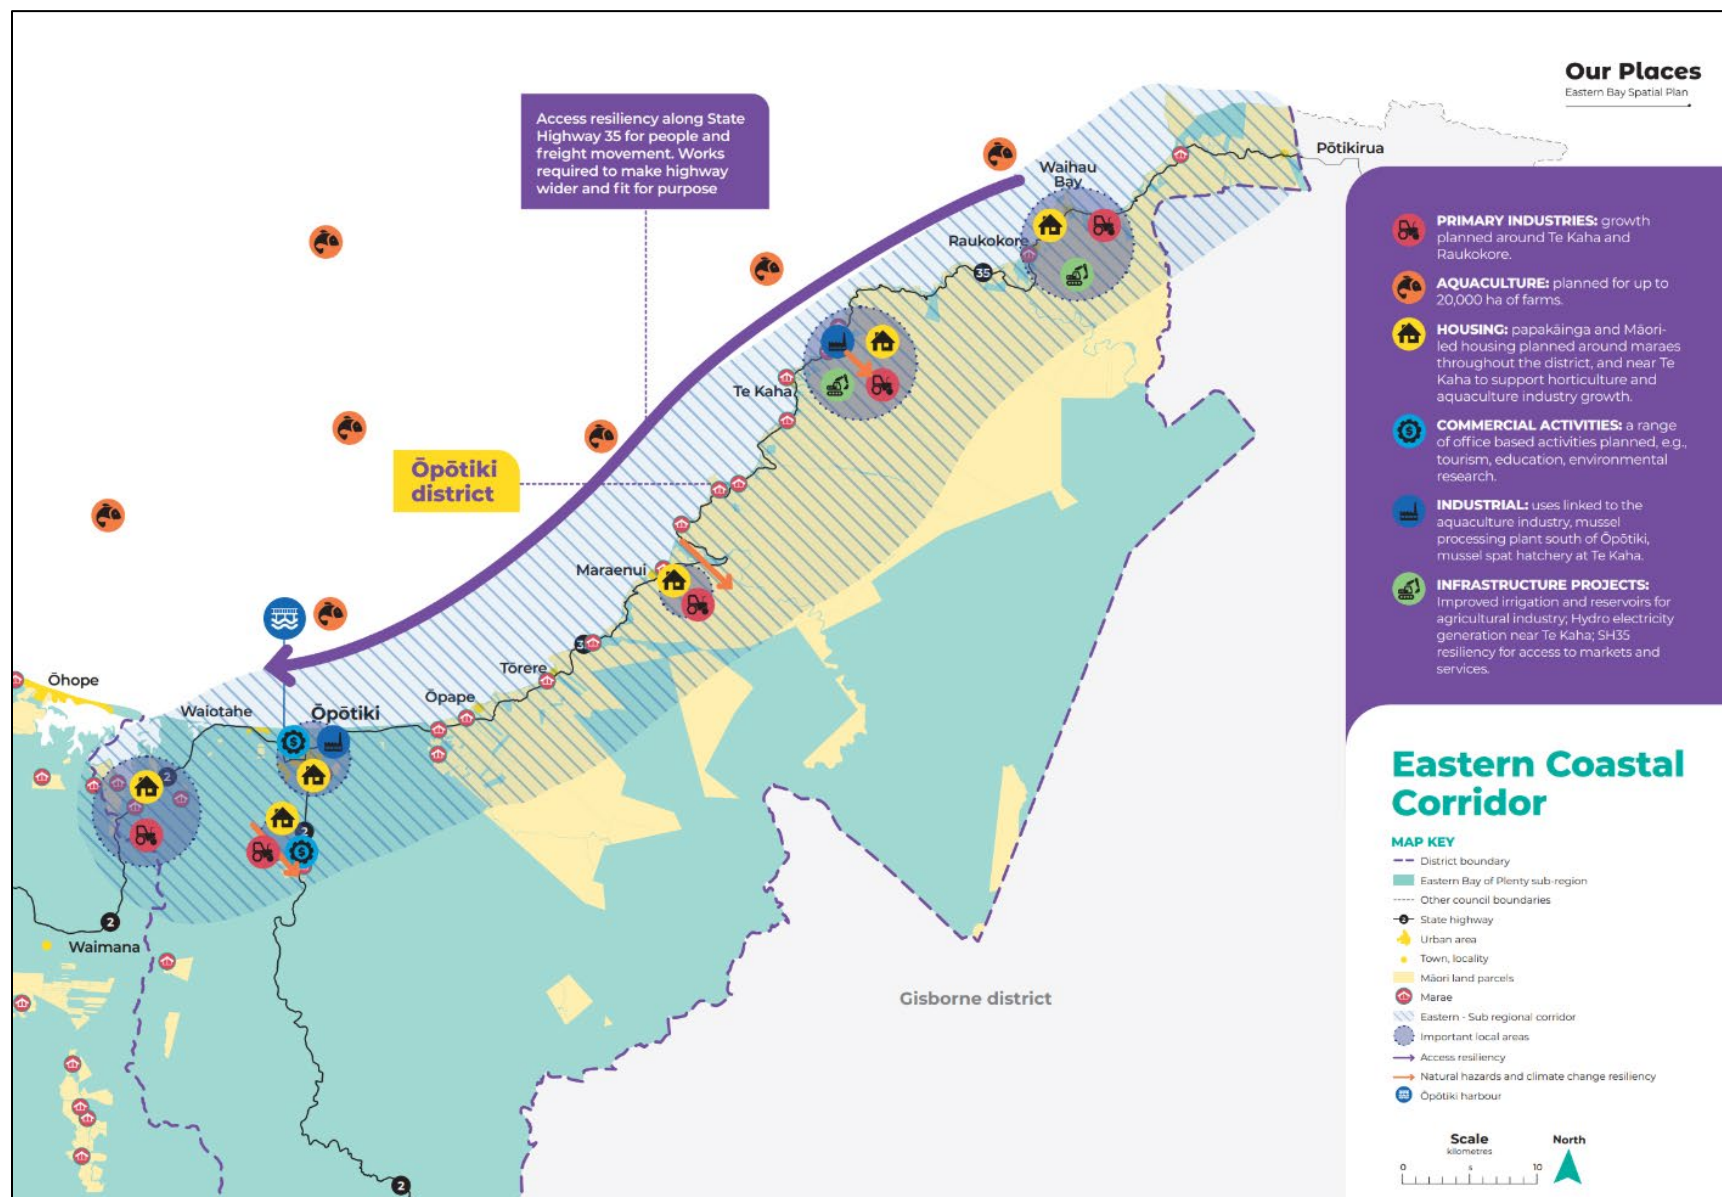 Our Places
Eastern Bay Spatial Plan
Access resiliency along State
Highway 35 for people and
freight movement. Works
required to make highway
wider and fit for purpose
Pōtikirua
Waihau
Bay
Raukokore
35
Te Kaha
Ōpōtiki
district
Maraenui
3
Tōrere
Ōpape
Ōhope
Waiotahe
Ōpōtiki
$
2
2
$
2
Waimana
Gisborne district
2
PRIMARY INDUSTRIES: growth
planned around Te Kaha and
Raukokore.
AQUACULTURE: planned for up to
20,000 ha of farms.
HOUSING: papakāinga and Māori-
led housing planned around maraes
throughout the district, and near Te
Kaha to support horticulture and
aquaculture industry growth.
$
COMMERCIAL ACTIVITIES: a range
of office based activities planned, e.g.,
tourism, education, environmental
research.
INDUSTRIAL: uses linked to the
aquaculture industry, mussel
processing plant south of Ōpōtiki,
mussel spat hatchery at Te Kaha.
INFRASTRUCTURE PROJECTS:
Improved irrigation and reservoirs for
agricultural industry; Hydro electricity
generation near Te Kaha; SH35
resiliency for access to markets and
services.
Eastern Coastal
Corridor
MAP KEY
District boundary
Eastern Bay of Plenty sub-region
Other council boundaries
2 State highway
Urban area
Town, locality
Māori land parcels
Marae
Eastern - Sub regional corridor
Important local areas
Access resiliency
Natural hazards and climate change resiliency
Ōpōtiki harbour
Scale
kilometres
0 5 10
North